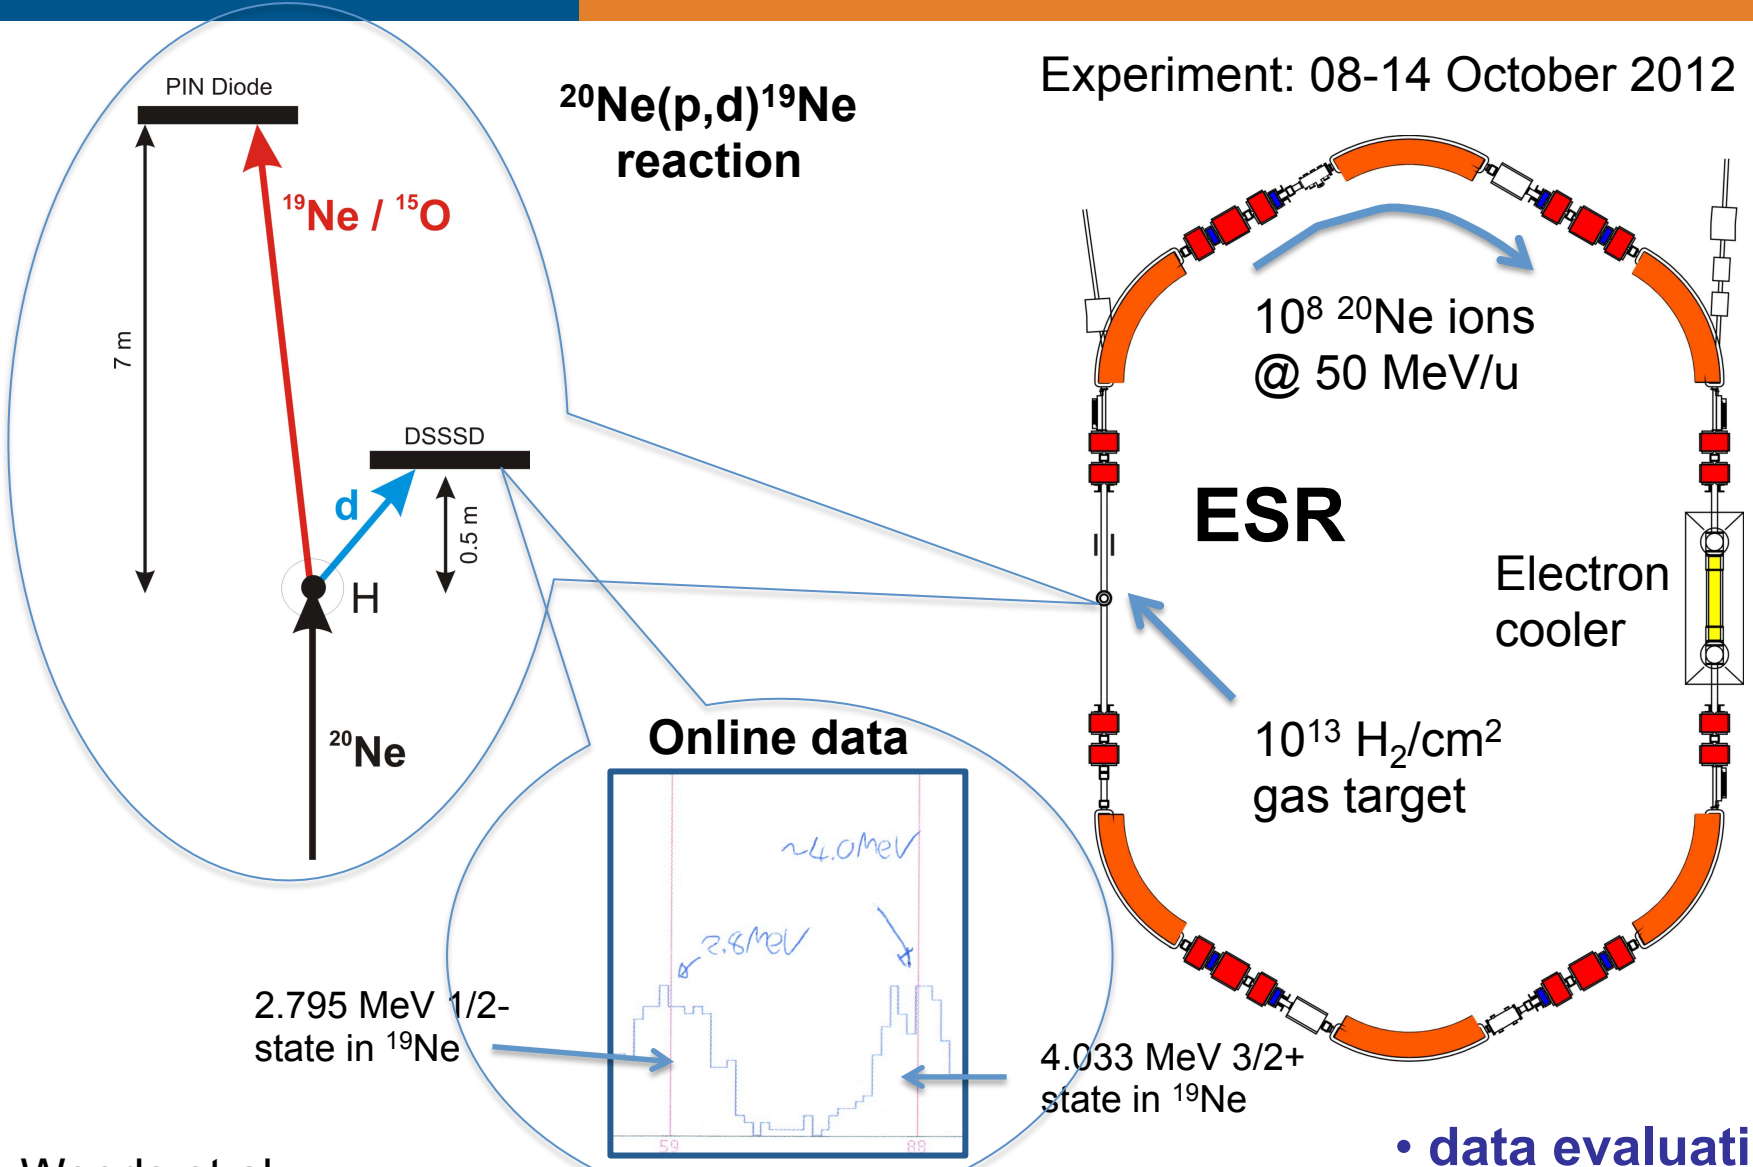 Experiment: 08-14 October 2012
²⁰Ne(p,d)¹⁹Ne
reaction
PIN Diode
¹⁹Ne / ¹⁵O
7 m
DSSSD
d
0.5 m
H
²⁰Ne
10⁸ ²⁰Ne ions
@ 50 MeV/u
ESR
Electron
cooler
10¹³ H₂/cm²
gas target
Online data
~4.0MeV
2.8MeV
2.795 MeV 1/2-
state in ¹⁹Ne
4.033 MeV 3/2+
state in ¹⁹Ne
59
88
• data evaluati